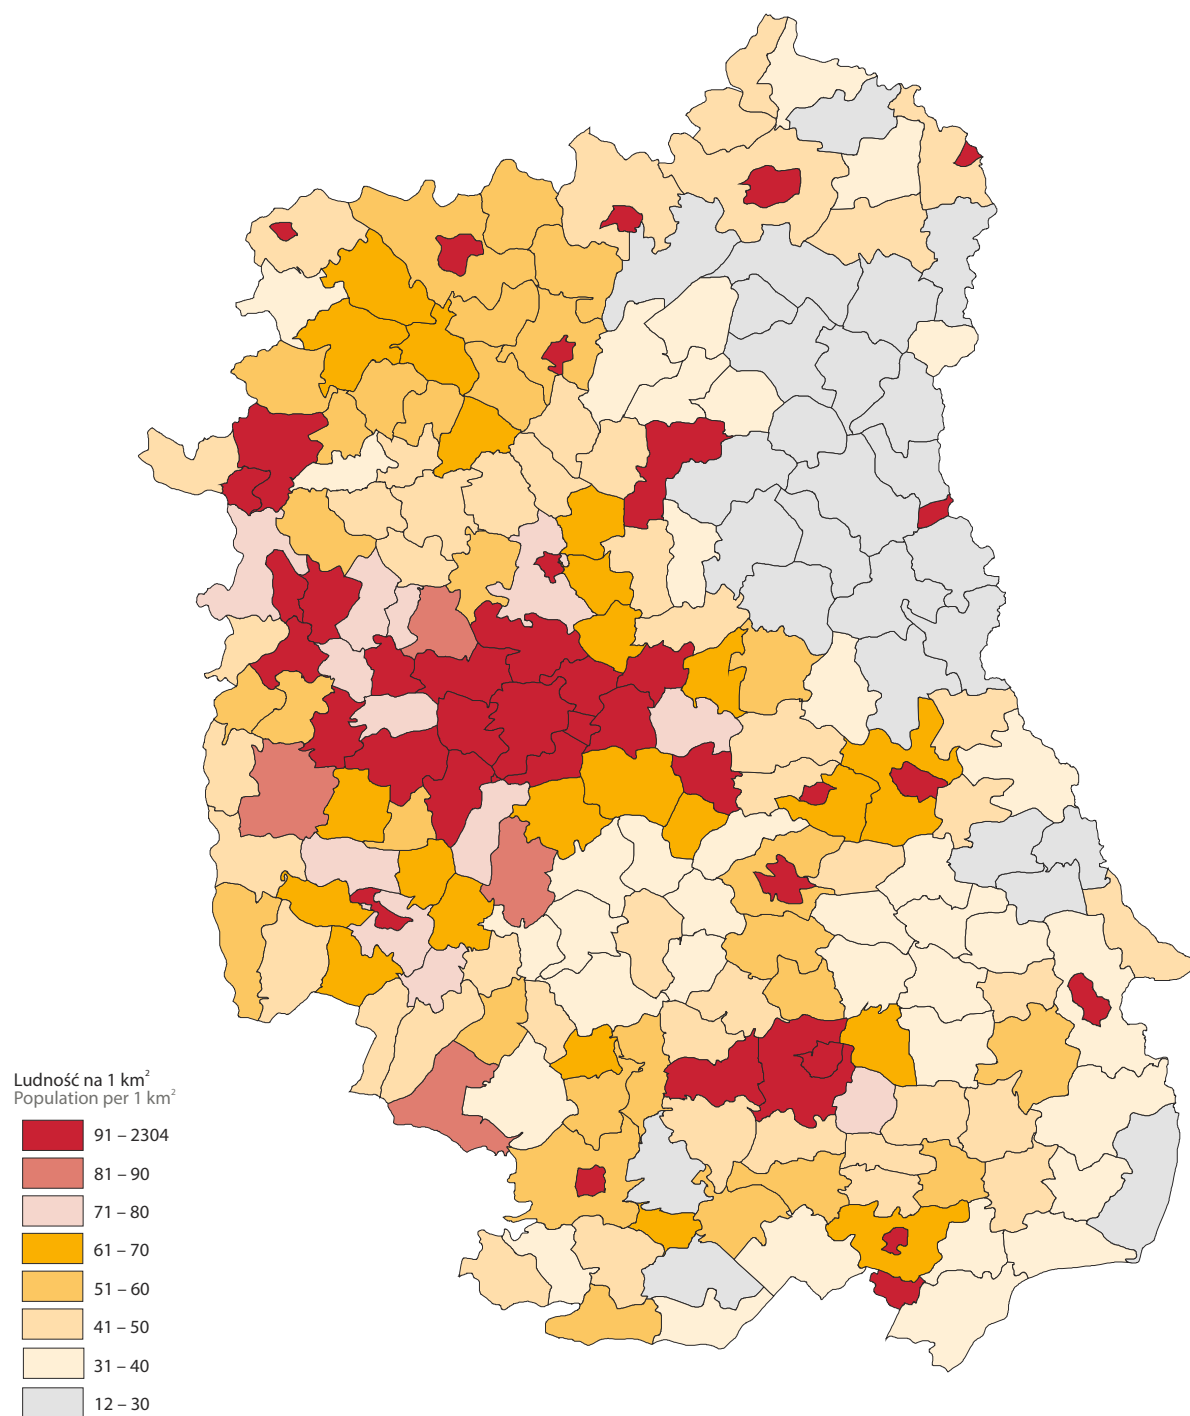 Ludność na 1 km²
Population per 1 km²
91 – 2304
81 – 90
71 – 80
61 – 70
51 – 60
41 – 50
31 – 40
12 – 30